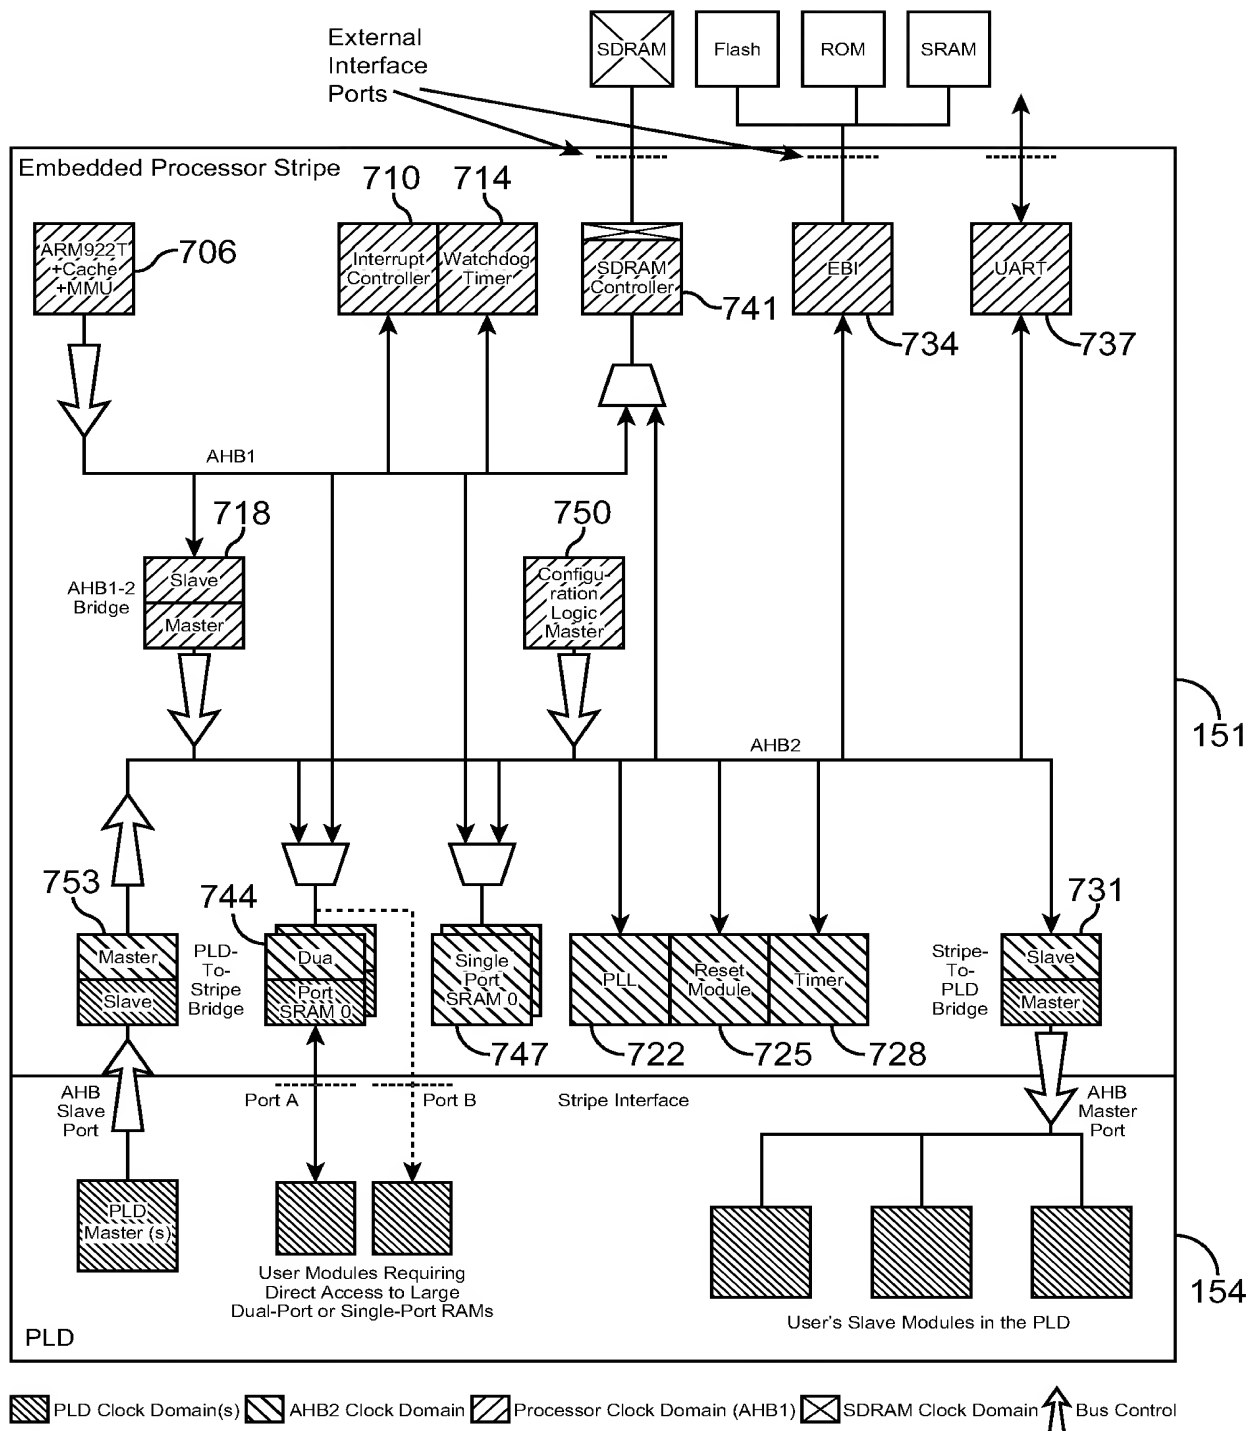 External
Interface
Ports
SDRAM
Flash
ROM
SRAM
Embedded Processor Stripe
710
714
ARM922T
+Cache
+MMU
706
Interrupt
Controller
Watchdog
Timer
SDRAM
Controller
741
EBI
734
UART
737
AHB1
718
750
AHB1-2
Bridge
Slave
Master
Configu-
ration
Logic
Master
151
AHB2
753
744
731
Master
Slave
PLD-
To-
Stripe
Bridge
Dua
Port
SRAM 0
Single
Port
SRAM 0
PLL
Reset
Module
Timer
Stripe-
To-
PLD
Bridge
Slave
Master
747
722
725
728
AHB
Slave
Port
Port A
Port B
Stripe Interface
AHB
Master
Port
PLD
Master (s)
User Modules Requiring
Direct Access to Large
Dual-Port or Single-Port RAMs
User's Slave Modules in the PLD
154
PLD
PLD Clock Domain(s)
AHB2 Clock Domain
Processor Clock Domain (AHB1)
SDRAM Clock Domain
Bus Control